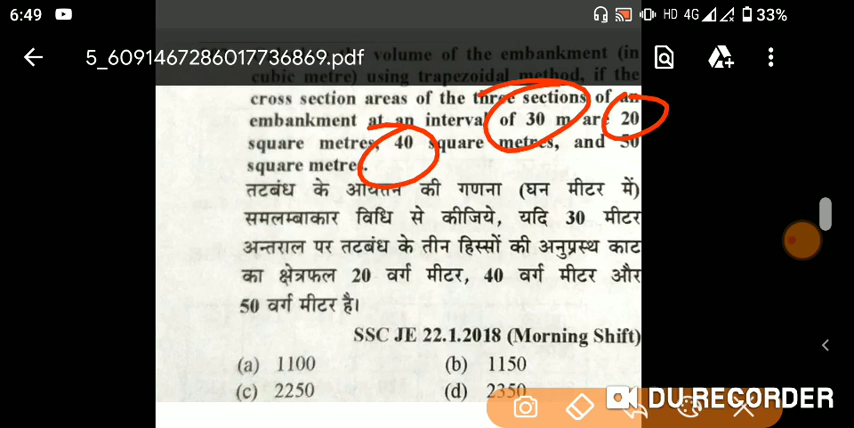 6:49 HD 4G 33%
5_6091467286017736869.pdf
the volume of the embankment (in
cubic metre) using trapezoidal method, if the
cross section areas of the three sections of an
embankment at an interval of 30 m are 20
square metres, 40 square metres, and 50
square metres.
तटबंध के आयतन की गणना (घन मीटर में)
समलम्बाकार विधि से कीजिये, यदि 30 मीटर
अन्तराल पर तटबंध के तीन हिस्सों की अनुप्रस्थ काट
का क्षेत्रफल 20 वर्ग मीटर, 40 वर्ग मीटर और
50 वर्ग मीटर है।
SSC JE 22.1.2018 (Morning Shift)
(a) 1100 (b) 1150
(c) 2250 (d) 2350
DU RECORDER